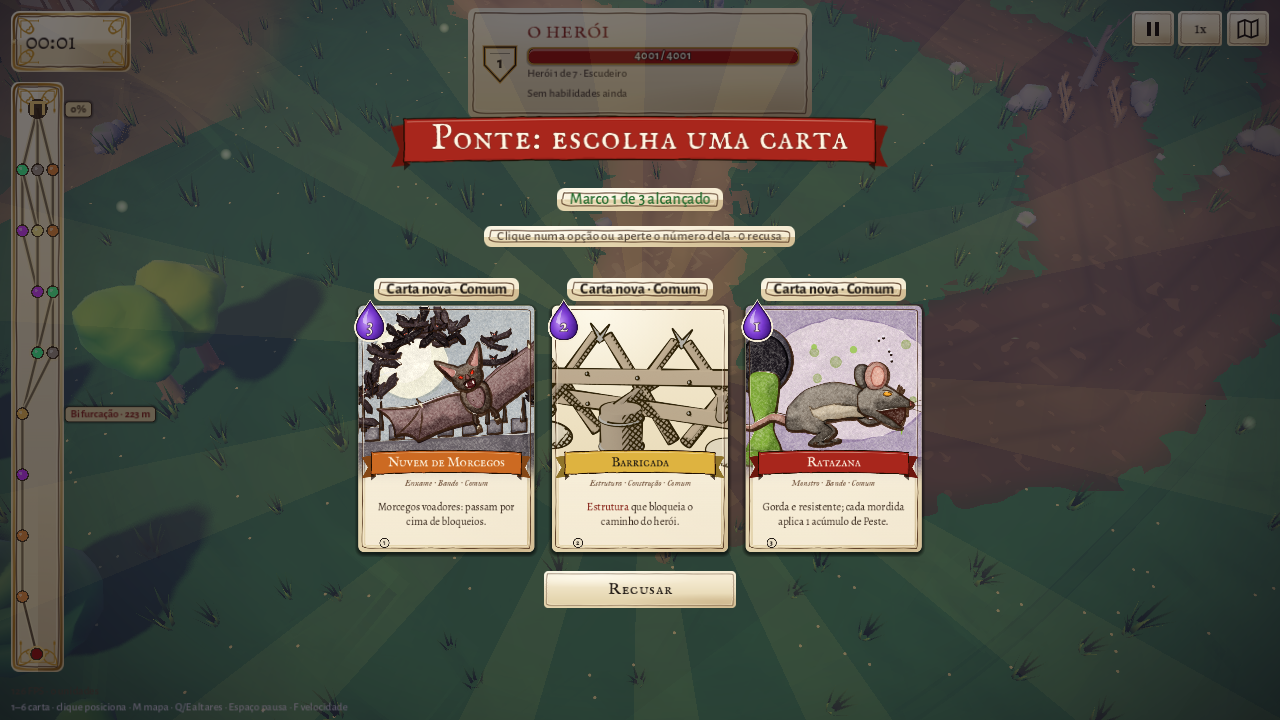 00:01
O HERÓI
1
4001/4001
Herói 1 de 7 · Escudeiro
Sem habilidades ainda
1x
0%
Ponte: escolha uma carta
Marco 1 de 3 alcançado
Clique numa opção ou aperte o número dela · 0 recusa
Carta nova · Comum
Carta nova · Comum
Carta nova · Comum
3
2
1
Bifurcação · 223 m
Nuvem de Morcegos
Barricada
Ratazana
Enxame · Bando · Comum
Estrutura · Construção · Comum
Monstro · Bando · Comum
Morcegos voadores: passam por
cima de bloqueios.
Estrutura que bloqueia o
caminho do herói.
Gorda e resistente; cada mordida
aplica 1 acúmulo de Peste.
1
2
3
Recusar
1–6 carta · clique posiciona · M mapa · Q/E altares · Espaço pausa · F velocidade